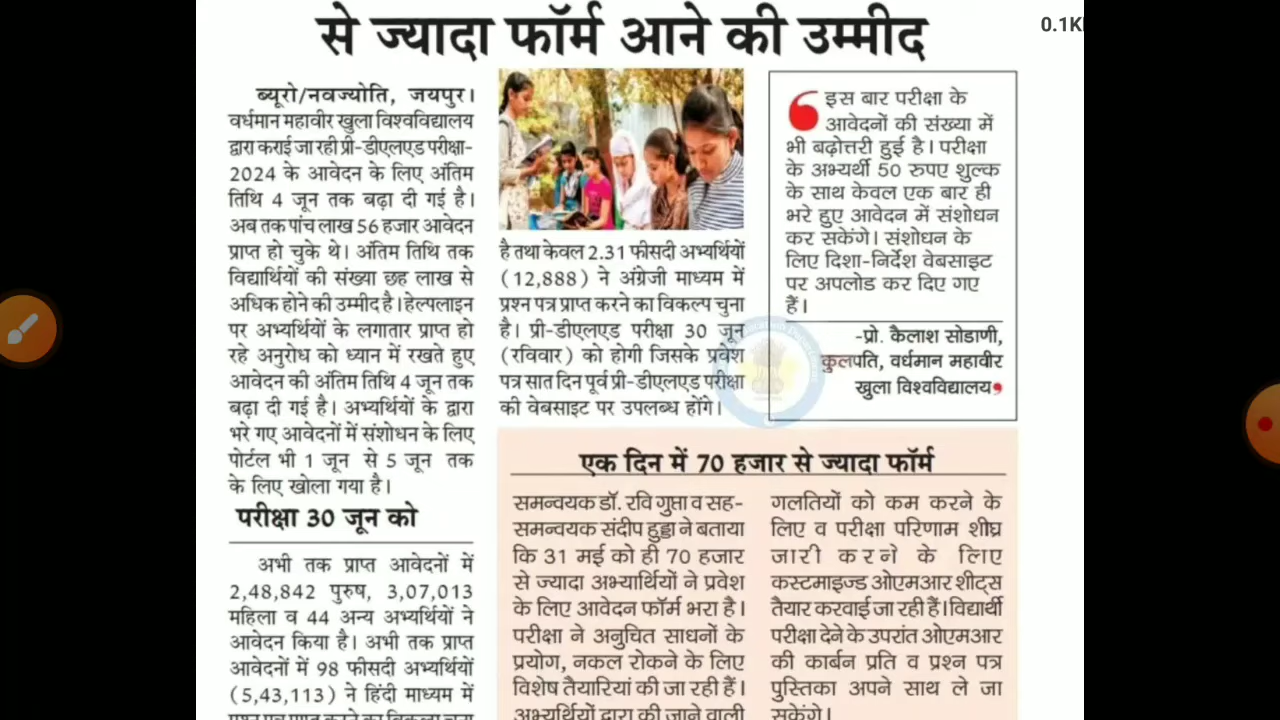 से ज्यादा फॉर्म आने की उम्मीद
0.1K
ब्यूरो/नवज्योति, जयपुर।
वर्धमान महावीर खुला विश्वविद्यालय
द्वारा कराई जा रही प्री-डीएलएड परीक्षा-
2024 के आवेदन के लिए अंतिम
तिथि 4 जून तक बढ़ा दी गई है।
अब तक पांच लाख 56 हजार आवेदन
प्राप्त हो चुके थे। अंतिम तिथि तक
विद्यार्थियों की संख्या छह लाख से
अधिक होने की उम्मीद है। हेल्पलाइन
पर अभ्यर्थियों के लगातार प्राप्त हो
रहे अनुरोध को ध्यान में रखते हुए
आवेदन की अंतिम तिथि 4 जून तक
बढ़ा दी गई है। अभ्यर्थियों के द्वारा
भरे गए आवेदनों में संशोधन के लिए
पोर्टल भी 1 जून से 5 जून तक
के लिए खोला गया है।
परीक्षा 30 जून को
अभी तक प्राप्त आवेदनों में
2,48,842 पुरुष, 3,07,013
महिला व 44 अन्य अभ्यर्थियों ने
आवेदन किया है। अभी तक प्राप्त
आवेदनों में 98 फीसदी अभ्यर्थियों
(5,43,113) ने हिंदी माध्यम में
प्रश्न पत्र प्राप्त करने का विकल्प चुना
है तथा केवल 2.31 फीसदी अभ्यर्थियों
(12,888) ने अंग्रेजी माध्यम में
प्रश्न पत्र प्राप्त करने का विकल्प चुना
है। प्री-डीएलएड परीक्षा 30 जून
(रविवार) को होगी जिसके प्रवेश
पत्र सात दिन पूर्व प्री-डीएलएड परीक्षा
की वेबसाइट पर उपलब्ध होंगे।
इस बार परीक्षा के
आवेदनों की संख्या में
भी बढ़ोत्तरी हुई है। परीक्षा
के अभ्यर्थी 50 रुपए शुल्क
के साथ केवल एक बार ही
भरे हुए आवेदन में संशोधन
कर सकेंगे। संशोधन के
लिए दिशा-निर्देश वेबसाइट
पर अपलोड कर दिए गए
हैं।
-प्रो. कैलाश सोडाणी,
कुलपति, वर्धमान महावीर
खुला विश्वविद्यालय
एक दिन में 70 हजार से ज्यादा फॉर्म
समन्वयक डॉ. रवि गुप्ता व सह-
समन्वयक संदीप हुड्डा ने बताया
कि 31 मई को ही 70 हजार
से ज्यादा अभ्यार्थियों ने प्रवेश
के लिए आवेदन फॉर्म भरा है।
परीक्षा ने अनुचित साधनों के
प्रयोग, नकल रोकने के लिए
विशेष तैयारियां की जा रही हैं।
अभ्यर्थियों द्वारा की जाने वाली
गलतियों को कम करने के
लिए व परीक्षा परिणाम शीघ्र
जारी करने के लिए
कस्टमाइज्ड ओएमआर शीट्स
तैयार करवाई जा रही हैं। विद्यार्थी
परीक्षा देने के उपरांत ओएमआर
की कार्बन प्रति व प्रश्न पत्र
पुस्तिका अपने साथ ले जा
सकेंगे।